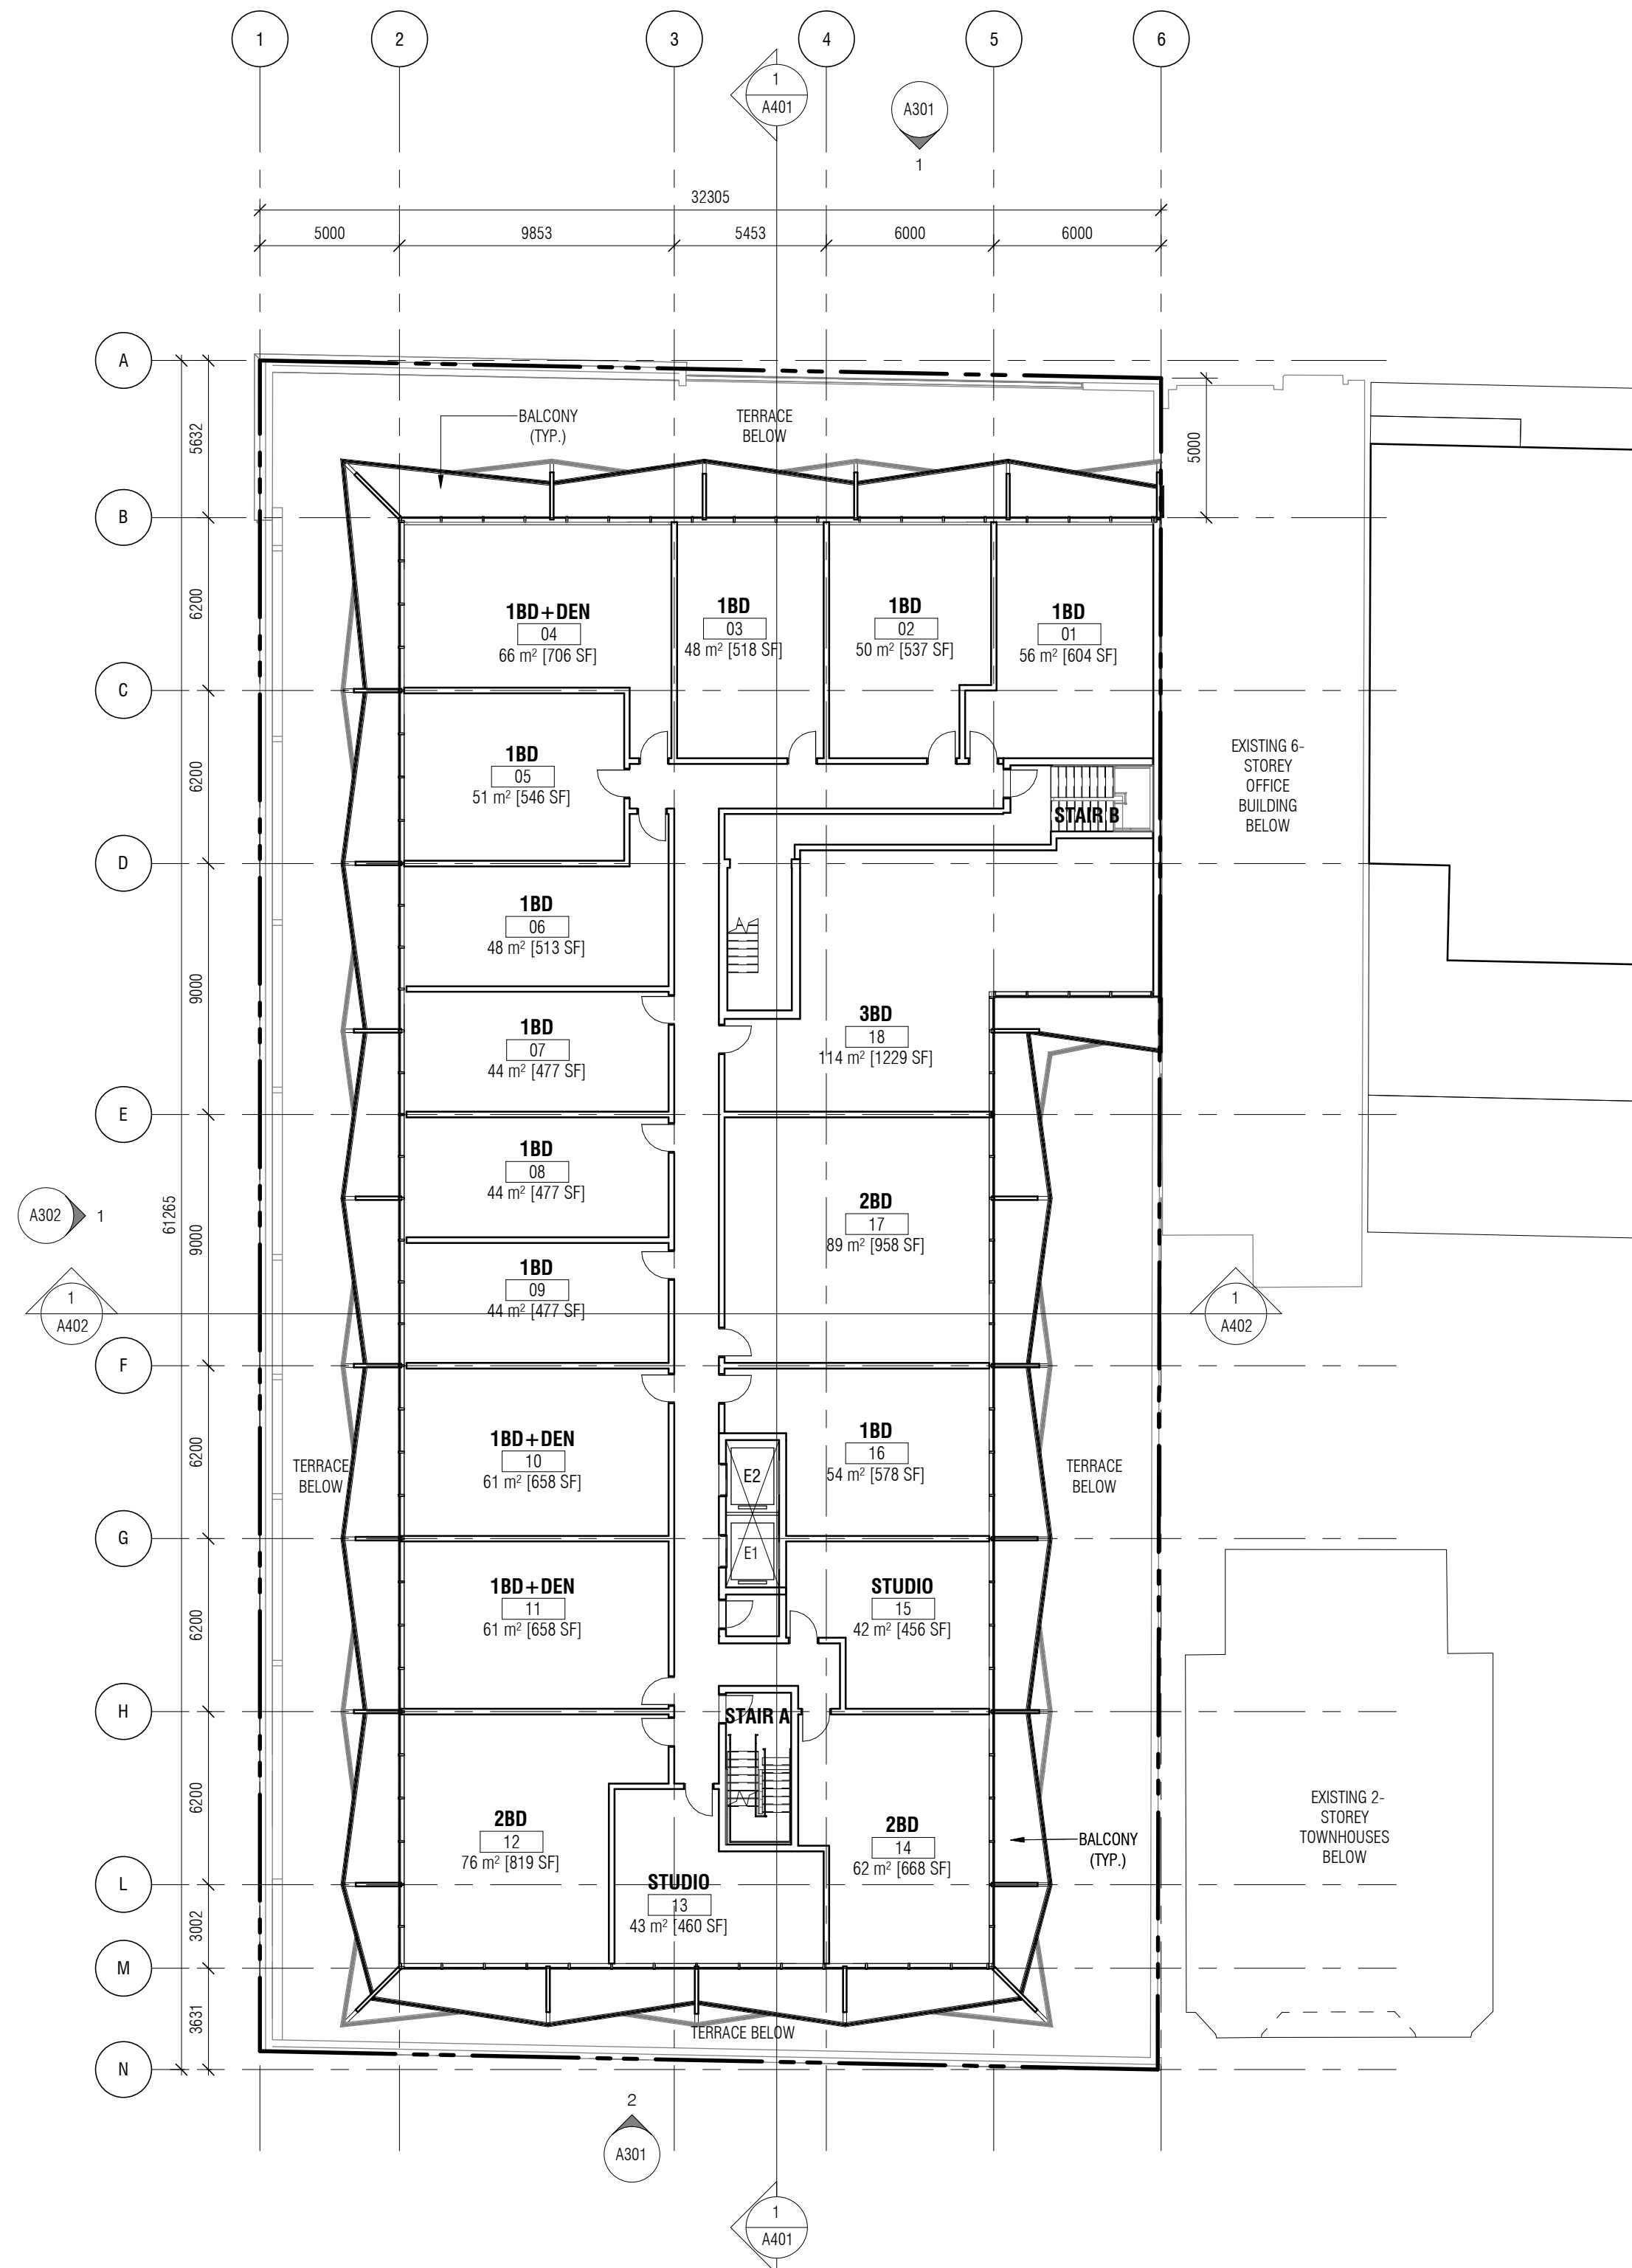 1
2
3
4
5
6
1
A401
A301
1
32305
5000
9853
5453
6000
6000
A
5632
BALCONY
(TYP.)
TERRACE
BELOW
5000
B
6200
1BD+DEN
04
66 m² [706 SF]
1BD
03
48 m² [518 SF]
1BD
02
50 m² [537 SF]
1BD
01
56 m² [604 SF]
C
6200
1BD
05
51 m² [546 SF]
EXISTING 6-
STOREY
OFFICE
BUILDING
BELOW
STAIR B
D
9000
1BD
06
48 m² [513 SF]
1BD
07
44 m² [477 SF]
3BD
18
114 m² [1229 SF]
E
1BD
08
44 m² [477 SF]
2BD
17
89 m² [958 SF]
A302
1
61265
9000
1BD
09
44 m² [477 SF]
1
A402
1
A402
F
6200
1BD+DEN
10
61 m² [658 SF]
1BD
16
54 m² [578 SF]
E2
TERRACE
BELOW
TERRACE
BELOW
G
E1
6200
1BD+DEN
11
61 m² [658 SF]
STUDIO
15
42 m² [456 SF]
H
STAIR A
6200
2BD
12
76 m² [819 SF]
2BD
14
62 m² [668 SF]
BALCONY
(TYP.)
EXISTING 2-
STOREY
TOWNHOUSES
BELOW
L
STUDIO
13
43 m² [460 SF]
3002
M
3631
TERRACE BELOW
N
2
A301
1
A401